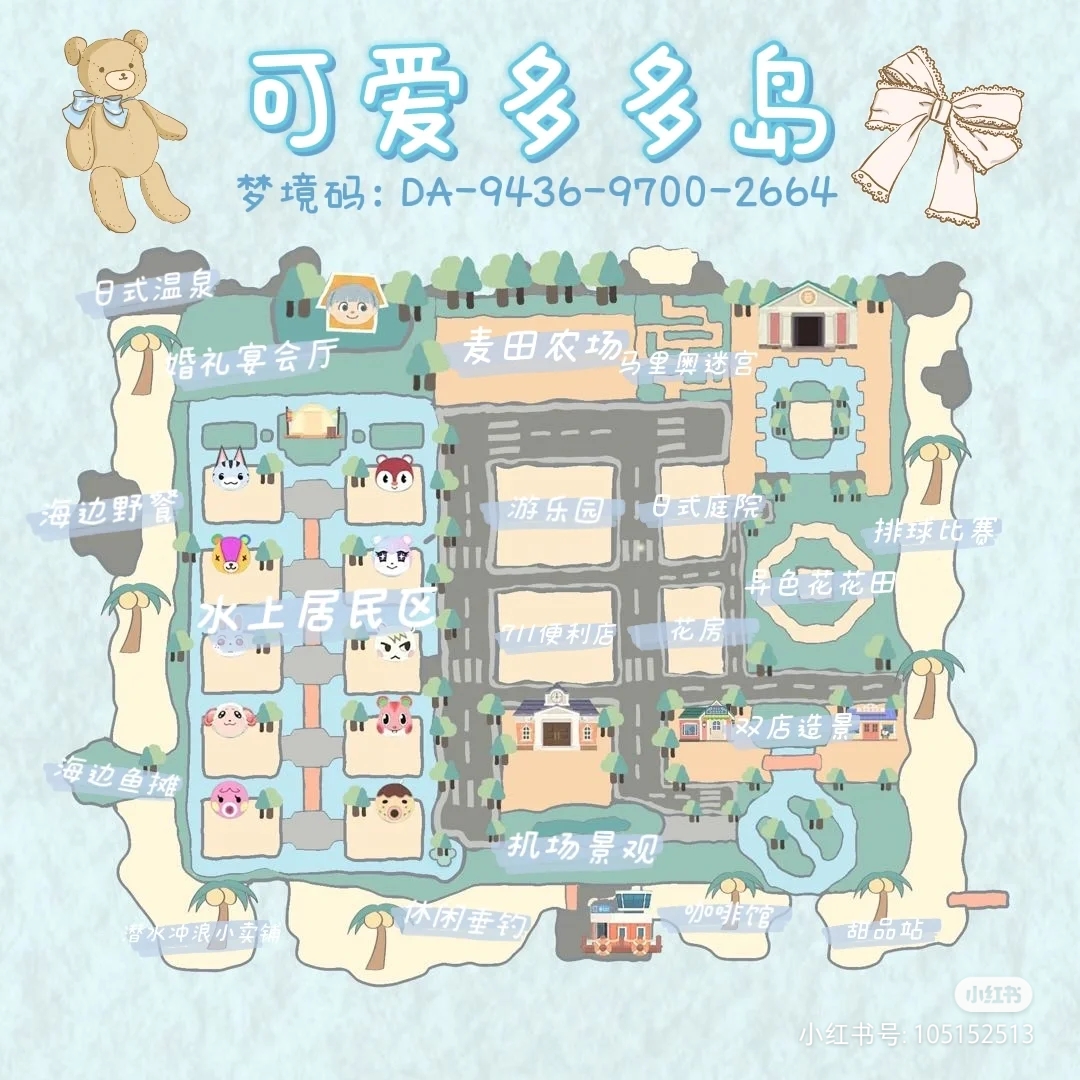 可爱多多岛
梦境码: DA-9436-9700-2664
日式温泉
婚礼宴会厅
麦田农场
马里奥迷宫
海边野餐
游乐园
日式庭院
排球比赛
异色花花田
水上居民区
711便利店
花房
双店造景
海边鱼摊
机场景观
潜水冲浪小卖铺
休闲垂钓
咖啡馆
甜品站
小红书
小红书号: 105152513